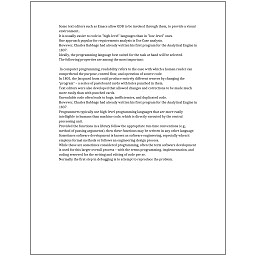 Some text editors such as Emacs allow GDB to be invoked through them, to provide a visual
environment.
It is usually easier to code in "high-level" languages than in "low-level" ones.
One approach popular for requirements analysis is Use Case analysis.
However, Charles Babbage had already written his first program for the Analytical Engine in
1837.
Ideally, the programming language best suited for the task at hand will be selected.
The following properties are among the most important:

In computer programming, readability refers to the ease with which a human reader can
comprehend the purpose, control flow, and operation of source code.
In 1801, the Jacquard loom could produce entirely different weaves by changing the
"program" – a series of pasteboard cards with holes punched in them.
Text editors were also developed that allowed changes and corrections to be made much
more easily than with punched cards.
Unreadable code often leads to bugs, inefficiencies, and duplicated code.
However, Charles Babbage had already written his first program for the Analytical Engine in
1837.
Programmers typically use high-level programming languages that are more easily
intelligible to humans than machine code, which is directly executed by the central
processing unit.
Provided the functions in a library follow the appropriate run-time conventions (e.g.,
method of passing arguments), then these functions may be written in any other language.
Sometimes software development is known as software engineering, especially when it
employs formal methods or follows an engineering design process.
While these are sometimes considered programming, often the term software development
is used for this larger overall process – with the terms programming, implementation, and
coding reserved for the writing and editing of code per se.
Normally the first step in debugging is to attempt to reproduce the problem.